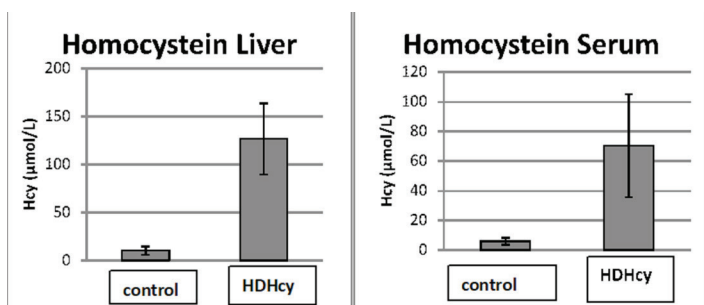 Homocystein Liver
200
150
100
50
0
Hcy (µmol/L)
control
HDHcy
Homocystein Serum
120
100
80
60
40
20
0
Hcy (µmol/L)
control
HDHcy